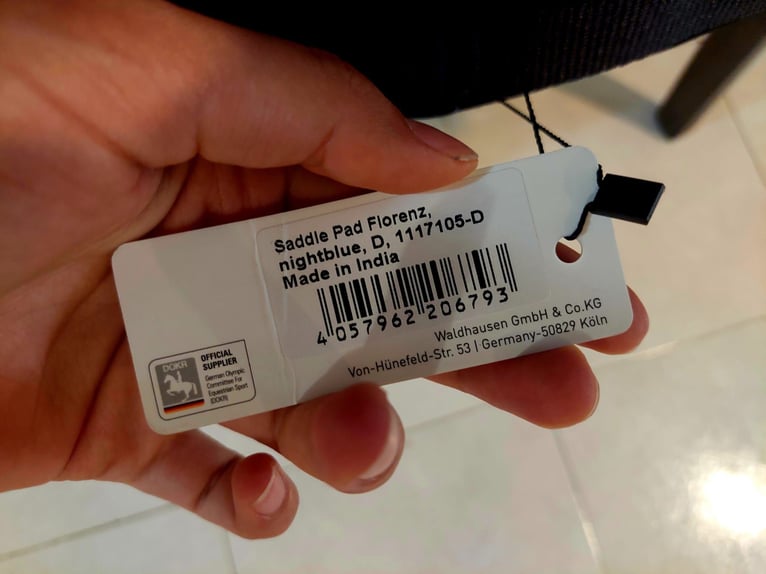 Saddle Pad Florenz,
nightblue, D, 1117105-D
Made in India
4 057962 206793
Waldhausen GmbH & Co.KG
Von-Hünefeld-Str. 53 | Germany-50829 Köln
DOKR
OFFICIAL
SUPPLIER
German Olympic
Committee For
Equestrian Sport
(DOKR)